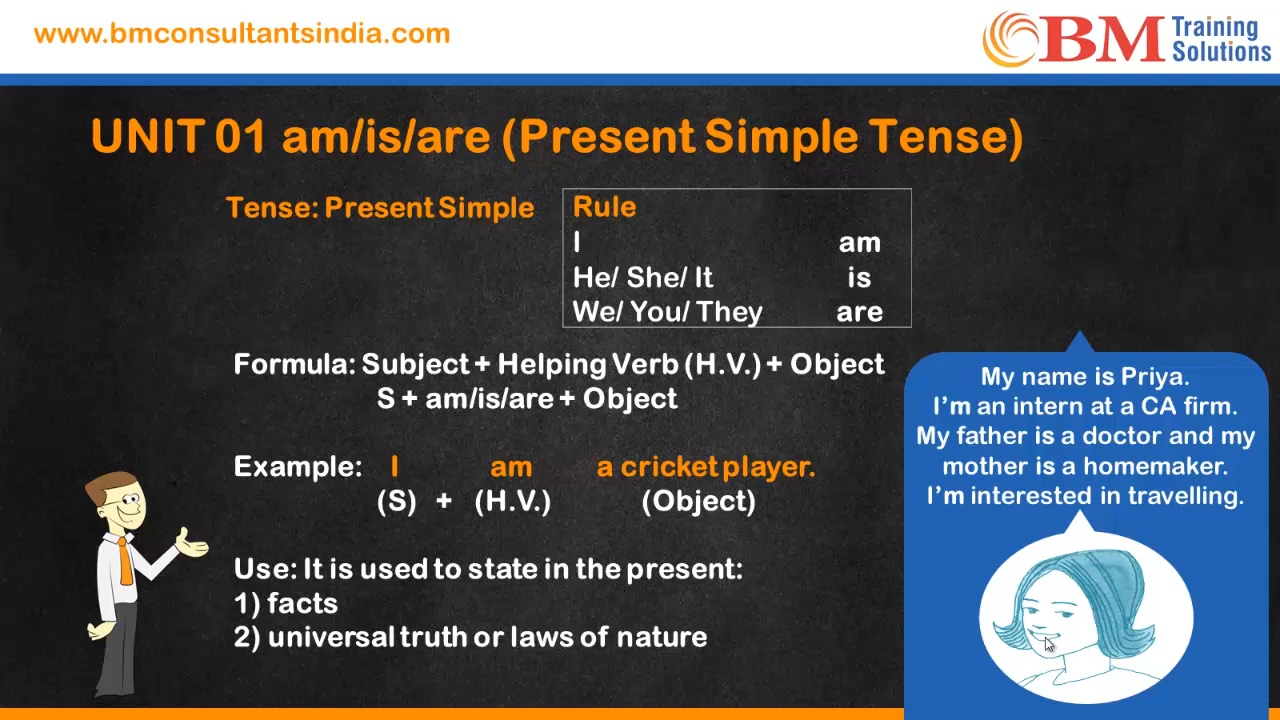 www.bmconsultantsindia.com
BM Training
Solutions
UNIT 01 am/is/are (Present Simple Tense)
Tense: Present Simple
Rule
I am
He/ She/ It is
We/ You/ They are
Formula: Subject + Helping Verb (H.V.) + Object
S + am/is/are + Object
Example: I am a cricket player.
(S) + (H.V.) (Object)
Use: It is used to state in the present:
1) facts
2) universal truth or laws of nature
My name is Priya.
I'm an intern at a CA firm.
My father is a doctor and my
mother is a homemaker.
I'm interested in travelling.